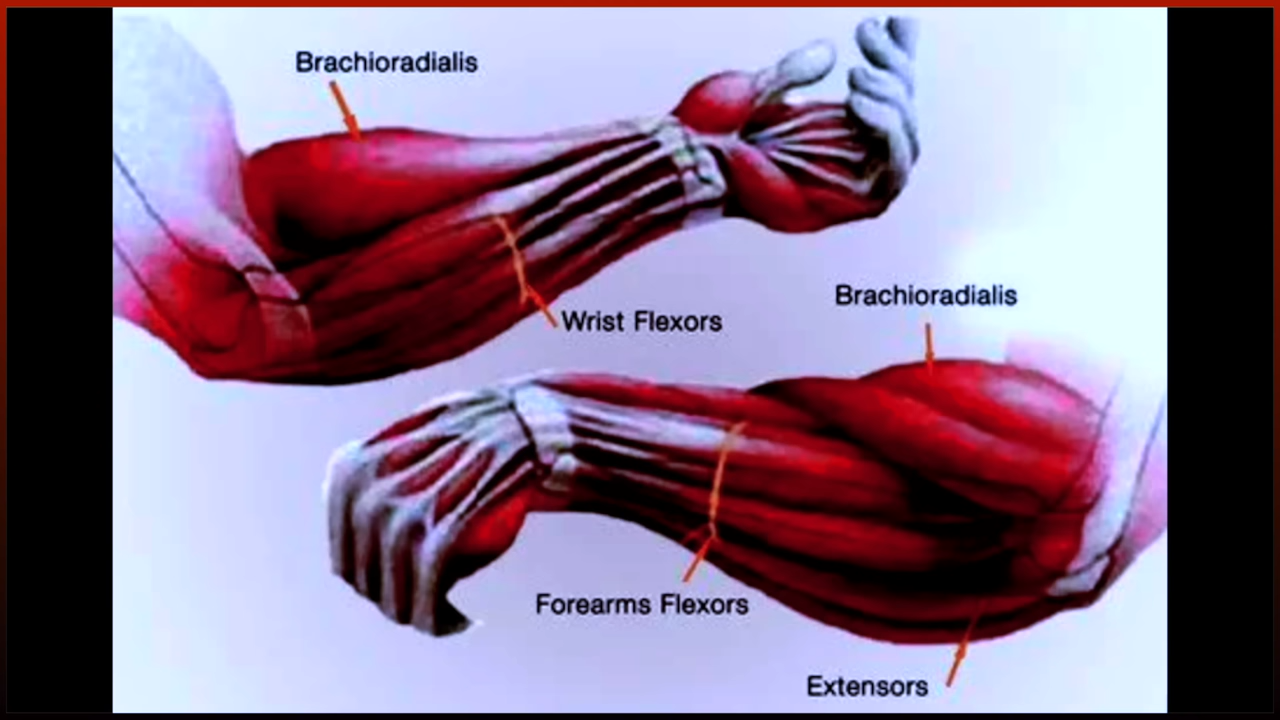 Brachioradialis
Wrist Flexors
Brachioradialis
Forearms Flexors
Extensors